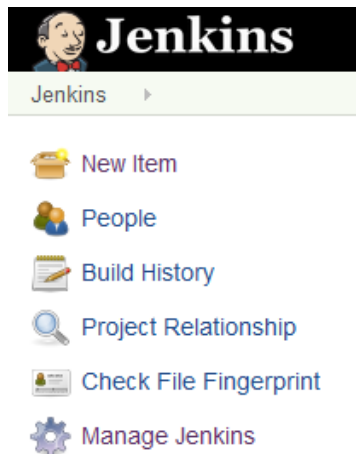 Jenkins
Jenkins
New Item
People
Build History
Project Relationship
Check File Fingerprint
Manage Jenkins